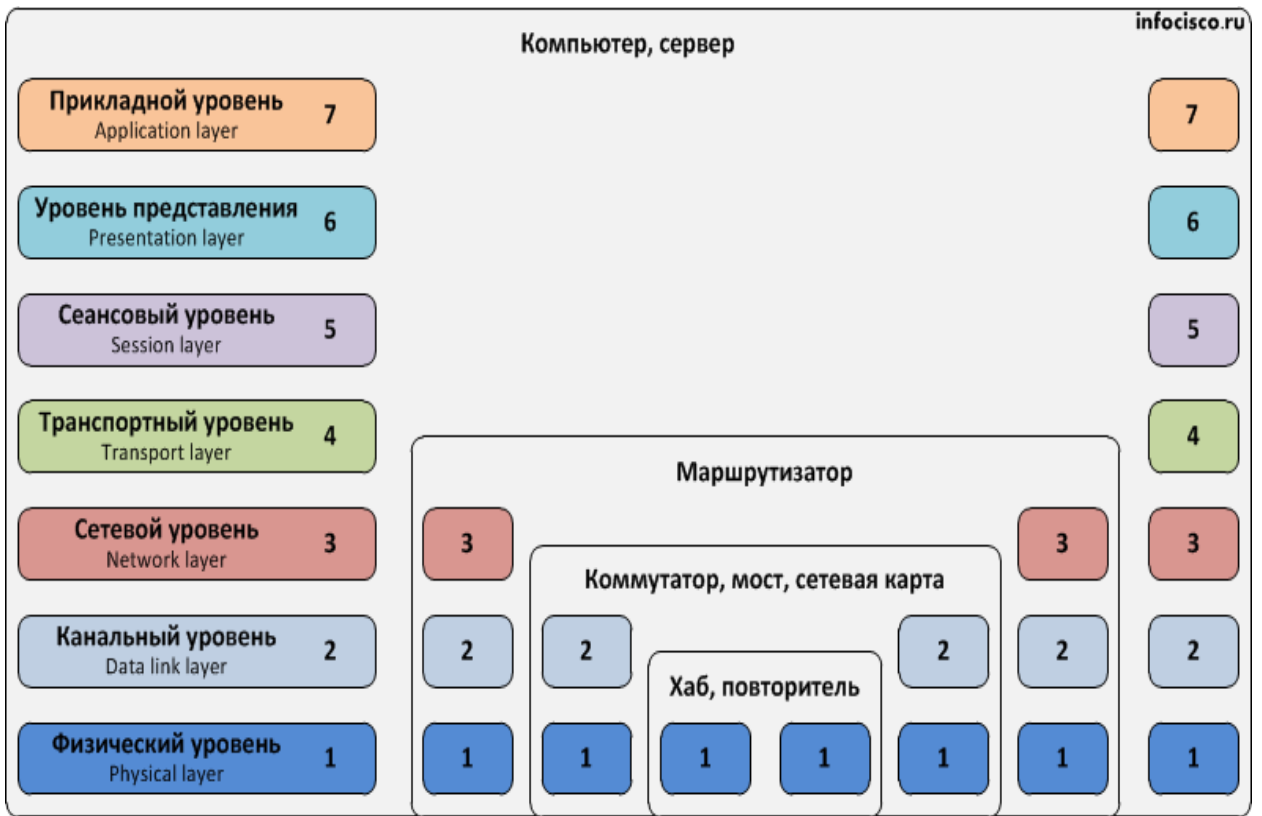 infocisco.ru
Компьютер, сервер
Прикладной уровень 7 7
Application layer
Уровень представления 6 6
Presentation layer
Сеансовый уровень 5 5
Session layer
Транспортный уровень 4 4
Transport layer
Маршрутизатор
Сетевой уровень 3 3 3 3
Network layer
Коммутатор, мост, сетевая карта
Канальный уровень 2 2 2 2 2 2
Data link layer
Хаб, повторитель
Физический уровень 1 1 1 1 1 1 1 1
Physical layer